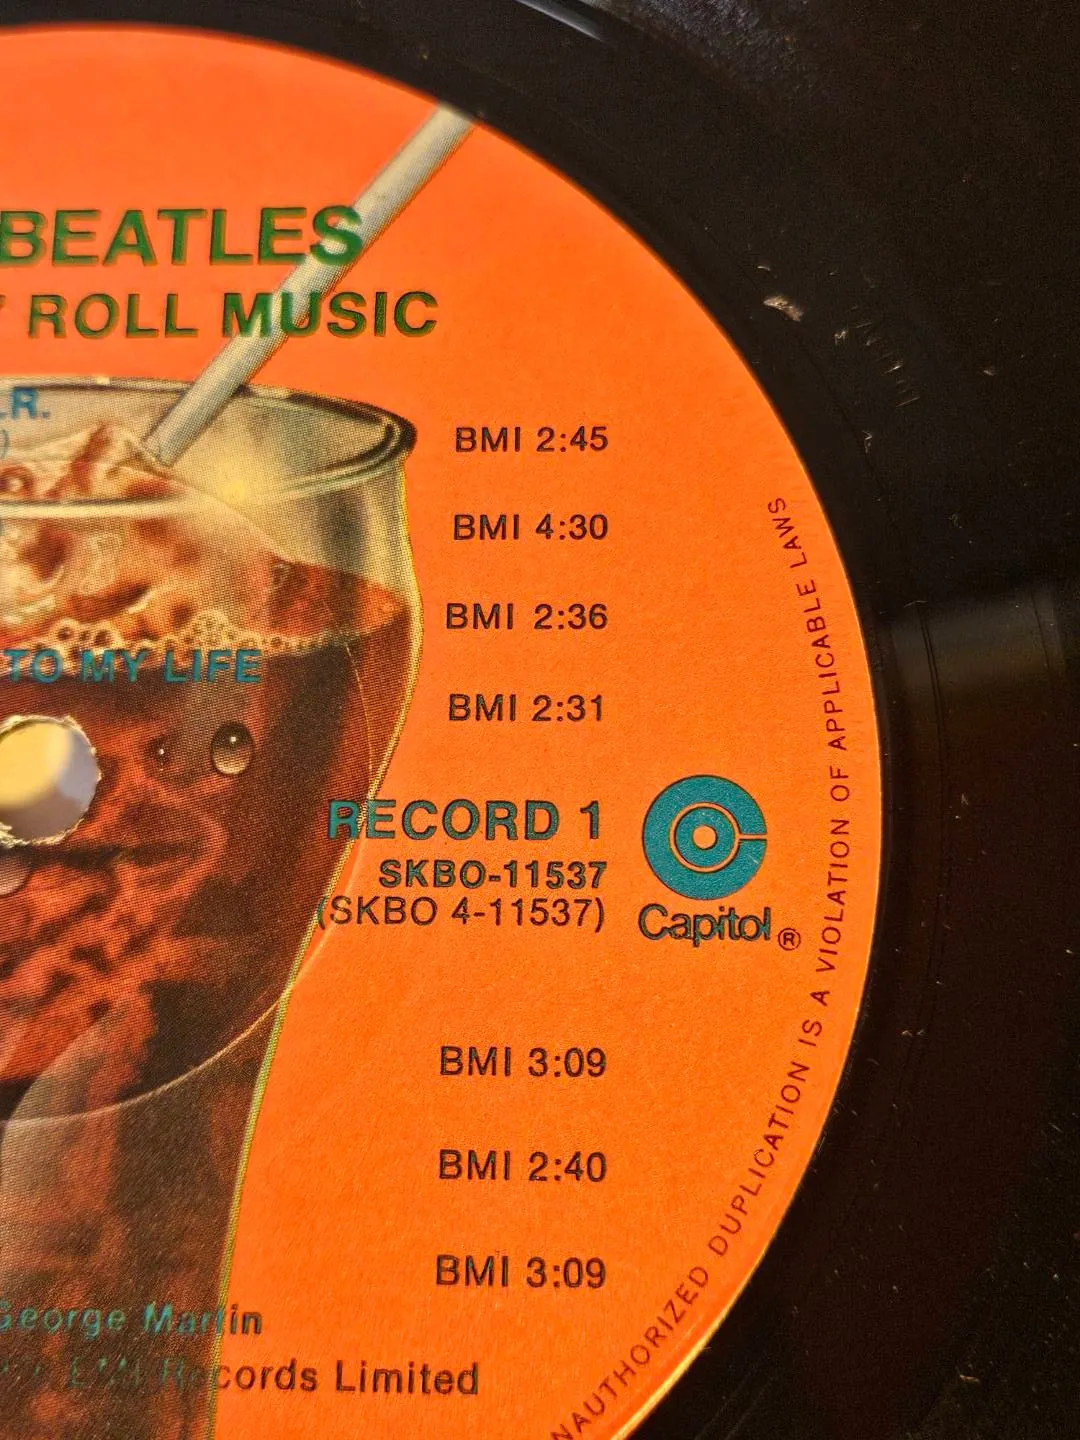 BEATLES
' ROLL MUSIC
.R.
)
BMI 2:45
BMI 4:30
BMI 2:36
TO MY LIFE
BMI 2:31
RECORD 1
SKBO-11537
(SKBO 4-11537)
Capitol®
BMI 3:09
BMI 2:40
BMI 3:09
George Martin
EMI Records Limited
NAUTHORIZED DUPLICATION IS A VIOLATION OF APPLICABLE LAWS